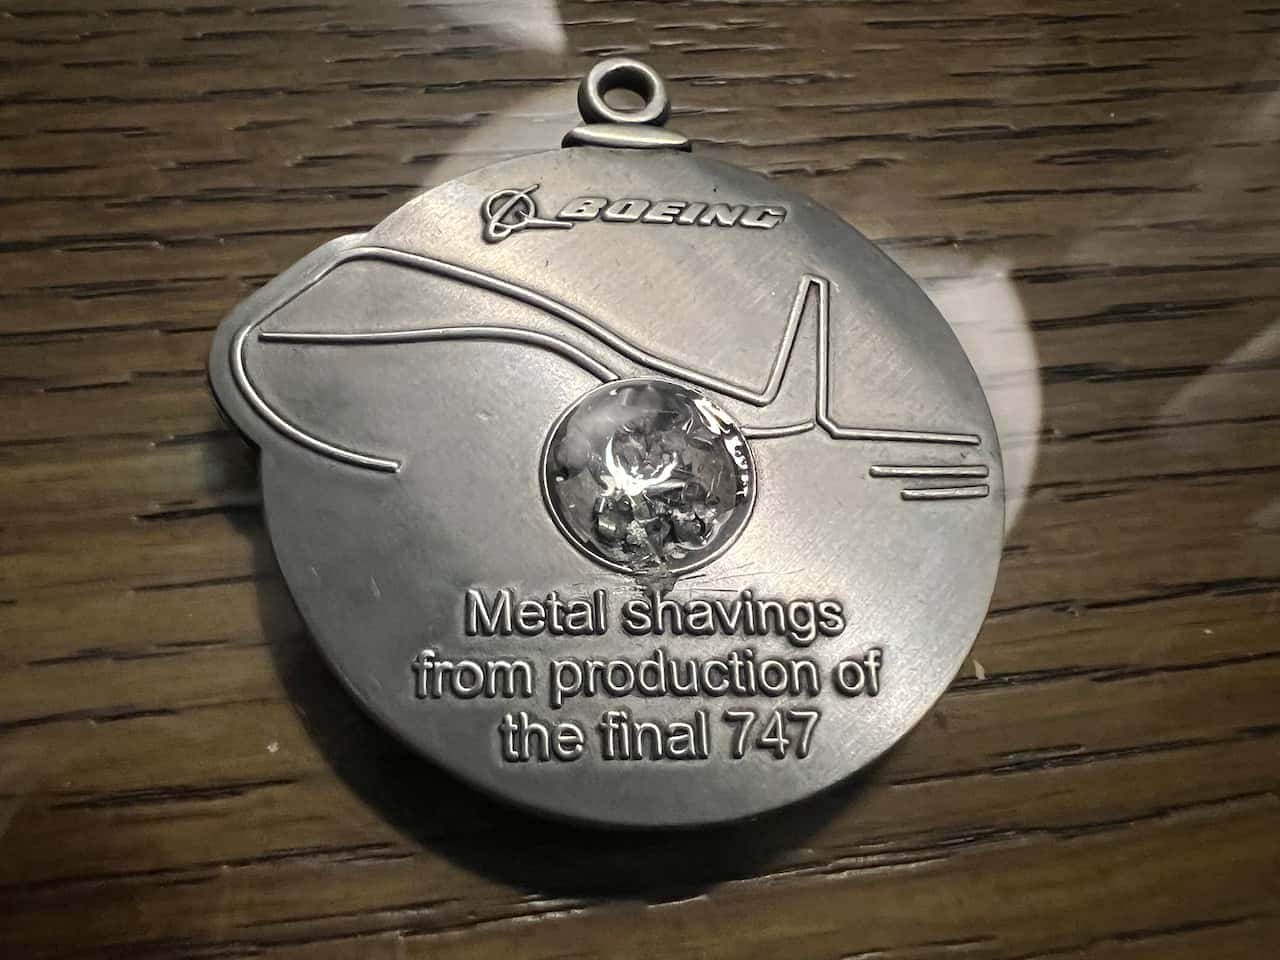 BOEING
Metal shavings
from production of
the final 747